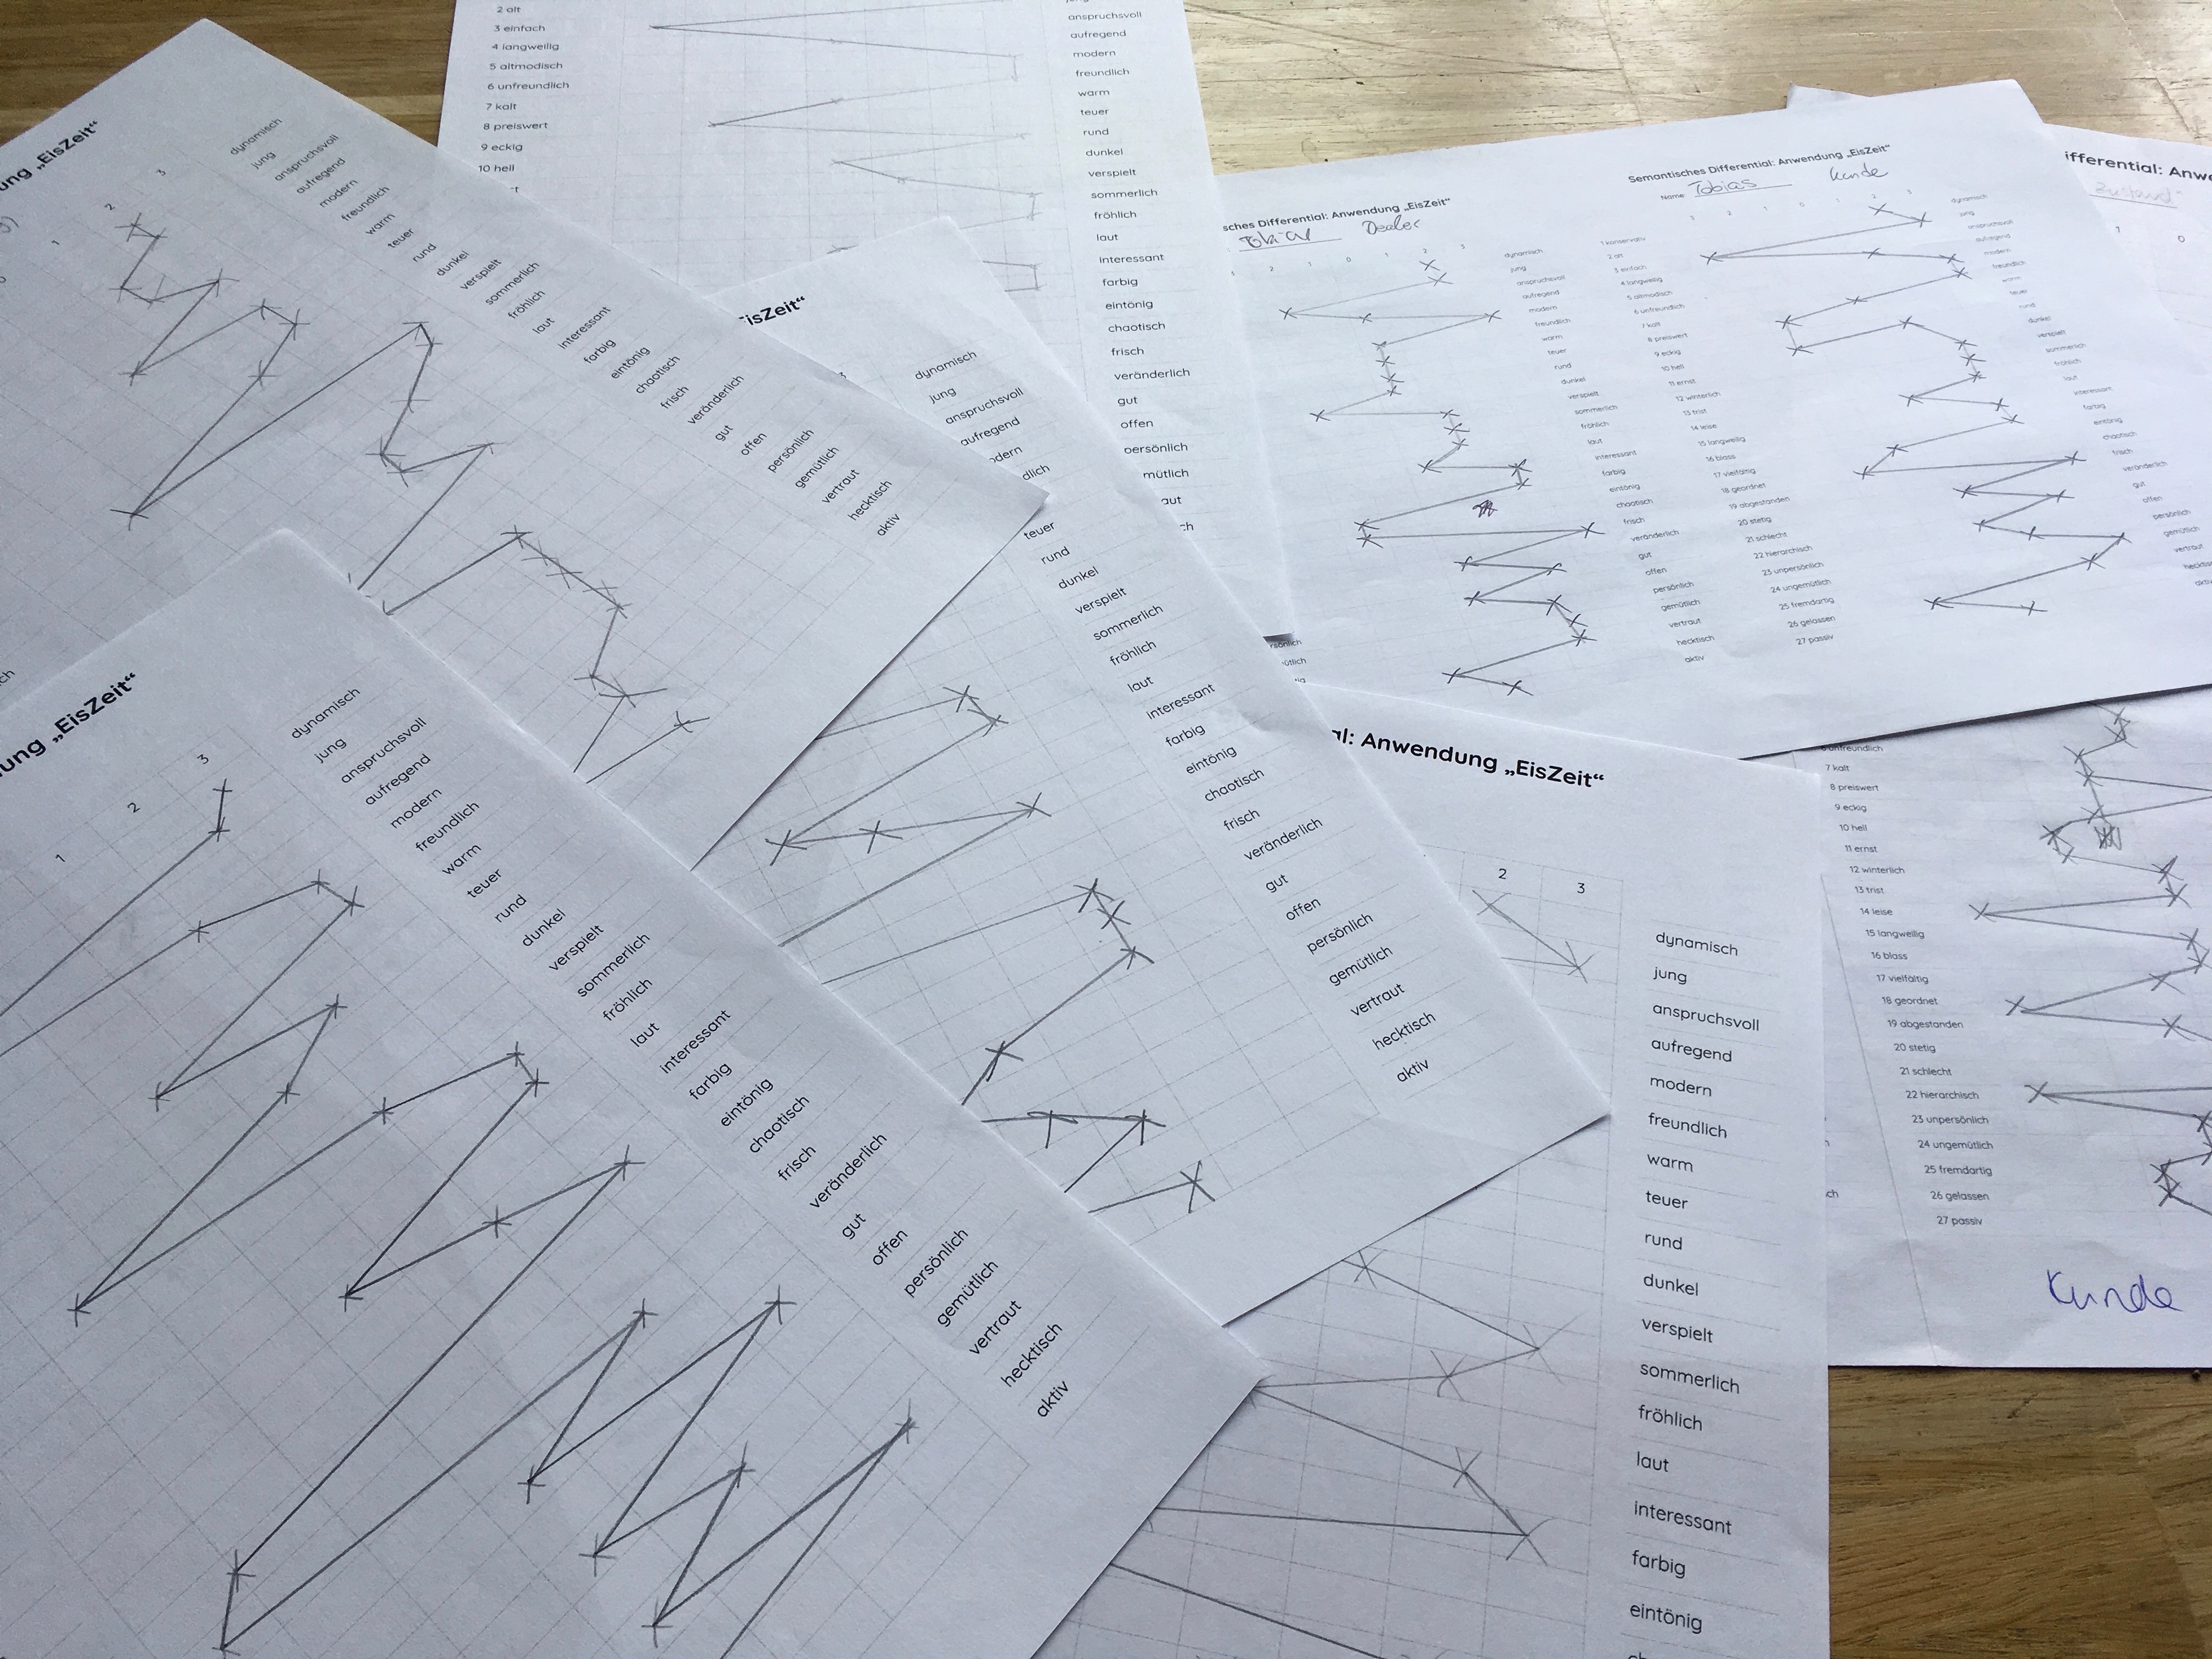 2 alt
3 einfach
4 langweilig
5 altmodisch
6 unfreundlich
7 kalt
8 preiswert
9 eckig
10 hell
anspruchsvoll
aufregend
modern
freundlich
warm
teuer
rund
dunkel
verspielt
sommerlich
fröhlich
laut
interessant
farbig
eintönig
chaotisch
frisch
veränderlich
gut
offen
persönlich
mütlich
aut
ch
ung „EisZeit“
1 2 3
dynamisch
jung
anspruchsvoll
aufregend
modern
freundlich
warm
teuer
rund
dunkel
verspielt
sommerlich
fröhlich
laut
interessant
farbig
eintönig
chaotisch
frisch
veränderlich
gut
offen
persönlich
gemütlich
vertraut
hecktisch
aktiv
isZeit“
3
dynamisch
jung
anspruchsvoll
aufregend
odern
dlich
teuer
rund
dunkel
verspielt
sommerlich
fröhlich
laut
interessant
farbig
eintönig
chaotisch
frisch
veränderlich
gut
offen
persönlich
gemütlich
vertraut
hecktisch
aktiv
sches Differential: Anwendung „EisZeit“
Dealer
1 2 1 0 1 2 3
dynamisch
jung
anspruchsvoll
aufregend
modern
freundlich
warm
teuer
rund
dunkel
verspielt
sommerlich
fröhlich
laut
interessant
farbig
eintönig
chaotisch
frisch
veränderlich
gut
offen
persönlich
gemütlich
vertraut
hecktisch
aktiv
Semantisches Differential: Anwendung „EisZeit“
Name Tobias Kunde
3 2 1 0 1 2 3
1 konservativ
2 alt
3 einfach
4 langweilig
5 altmodisch
6 unfreundlich
7 kalt
8 preiswert
9 eckig
10 hell
11 ernst
12 winterlich
13 trist
14 leise
15 langweilig
16 blass
17 vielfältig
18 geordnet
19 abgestanden
20 stetig
21 schlecht
22 hierarchisch
23 unpersönlich
24 ungemütlich
25 fremdartig
26 gelassen
27 passiv
dynamisch
jung
anspruchsvoll
aufregend
modern
freundlich
warm
teuer
rund
dunkel
verspielt
sommerlich
fröhlich
laut
interessant
farbig
eintönig
chaotisch
frisch
veränderlich
gut
offen
persönlich
gemütlich
vertraut
ifferential: Anwe
Zustand“
1 0
ung „EisZeit“
1 2 3
dynamisch
jung
anspruchsvoll
aufregend
modern
freundlich
warm
teuer
rund
dunkel
verspielt
sommerlich
fröhlich
laut
interessant
farbig
eintönig
chaotisch
frisch
veränderlich
gut
offen
persönlich
gemütlich
vertraut
hecktisch
aktiv
al: Anwendung „EisZeit“
2 3
dynamisch
jung
anspruchsvoll
aufregend
modern
freundlich
warm
teuer
rund
dunkel
verspielt
sommerlich
fröhlich
laut
interessant
farbig
eintönig
6 unfreundlich
7 kalt
8 preiswert
9 eckig
10 hell
11 ernst
12 winterlich
13 trist
14 leise
15 langweilig
16 blass
17 vielfältig
18 geordnet
19 abgestanden
20 stetig
21 schlecht
22 hierarchisch
23 unpersönlich
24 ungemütlich
25 fremdartig
26 gelassen
27 passiv
Kunde